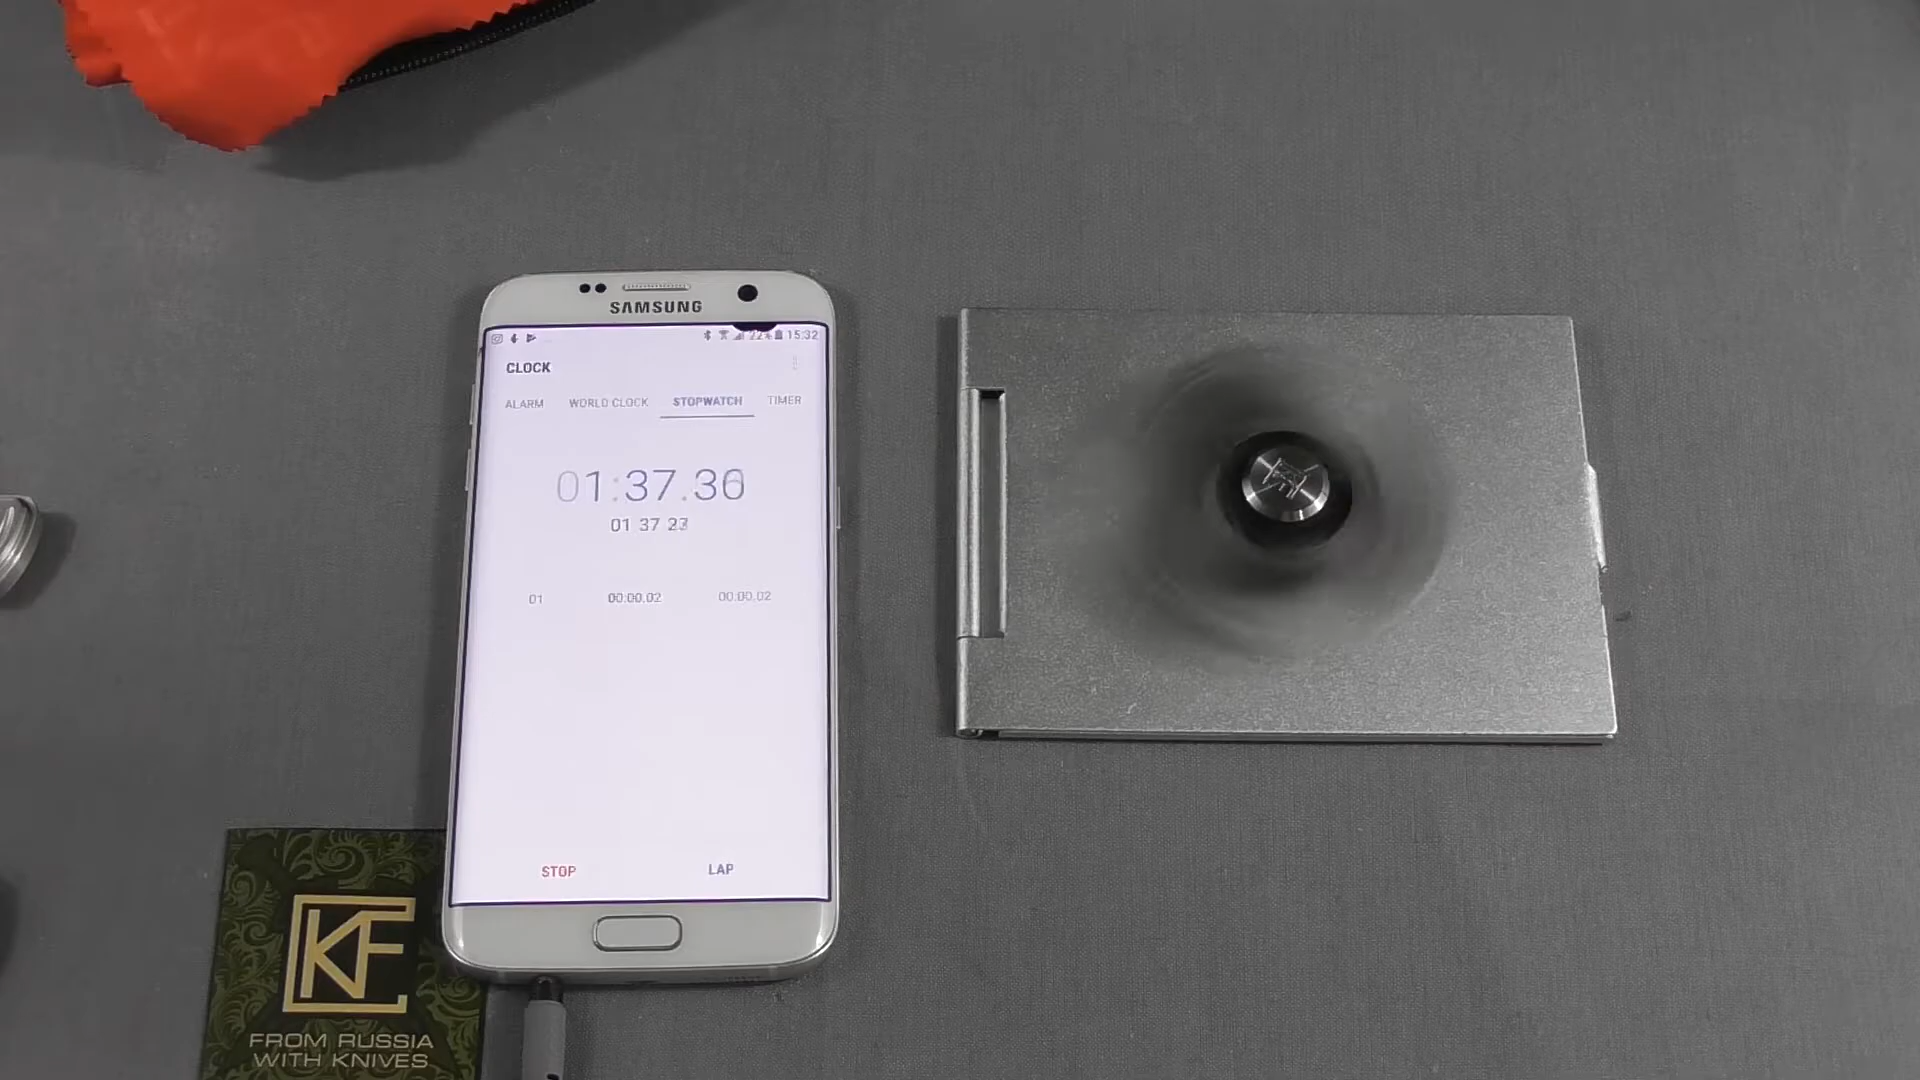 SAMSUNG
15:32
CLOCK
ALARM WORLD CLOCK STOPWATCH TIMER
01:37.36
01 37 23
01 00:00.02 00:00.02
STOP LAP
KF
FROM RUSSIA
WITH KNIVES